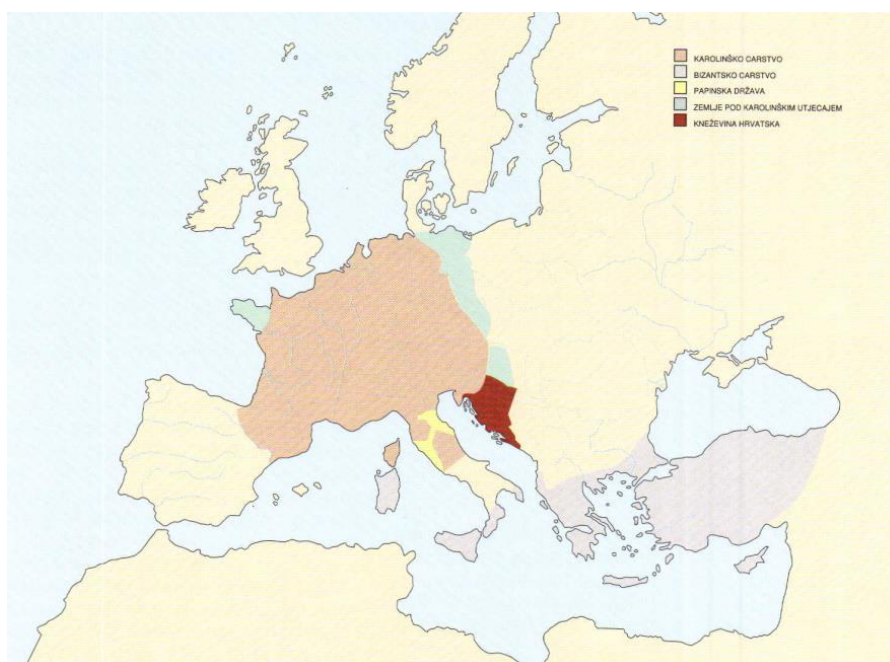 KAROLINŠKO CARSTVO
BIZANTSKO CARSTVO
PAPINSKA DRŽAVA
ZEMLJE POD KAROLINŠKIM UTJECAJEM
KNEŽEVINA HRVATSKA